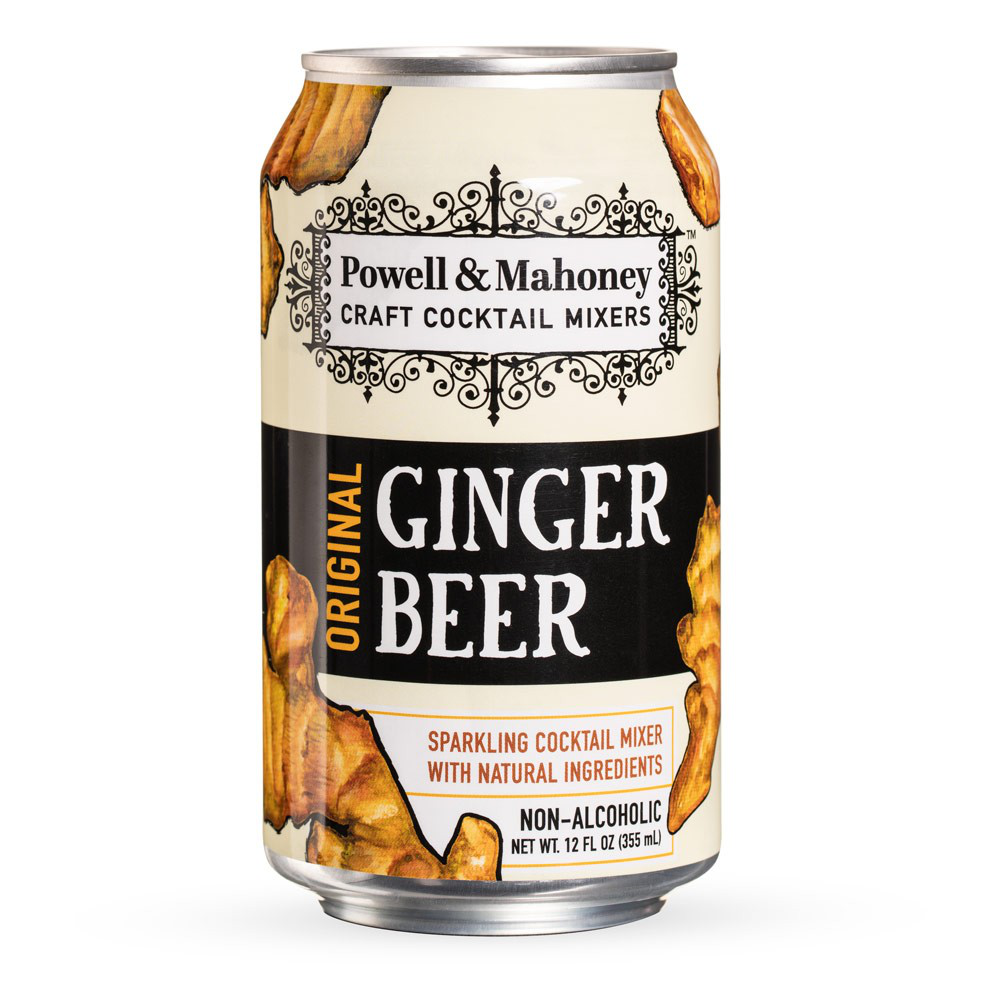 Powell & Mahoney
™
CRAFT COCKTAIL MIXERS
ORIGINAL
GINGER
BEER
SPARKLING COCKTAIL MIXER
WITH NATURAL INGREDIENTS
NON-ALCOHOLIC
NET WT. 12 FL OZ (355 mL)